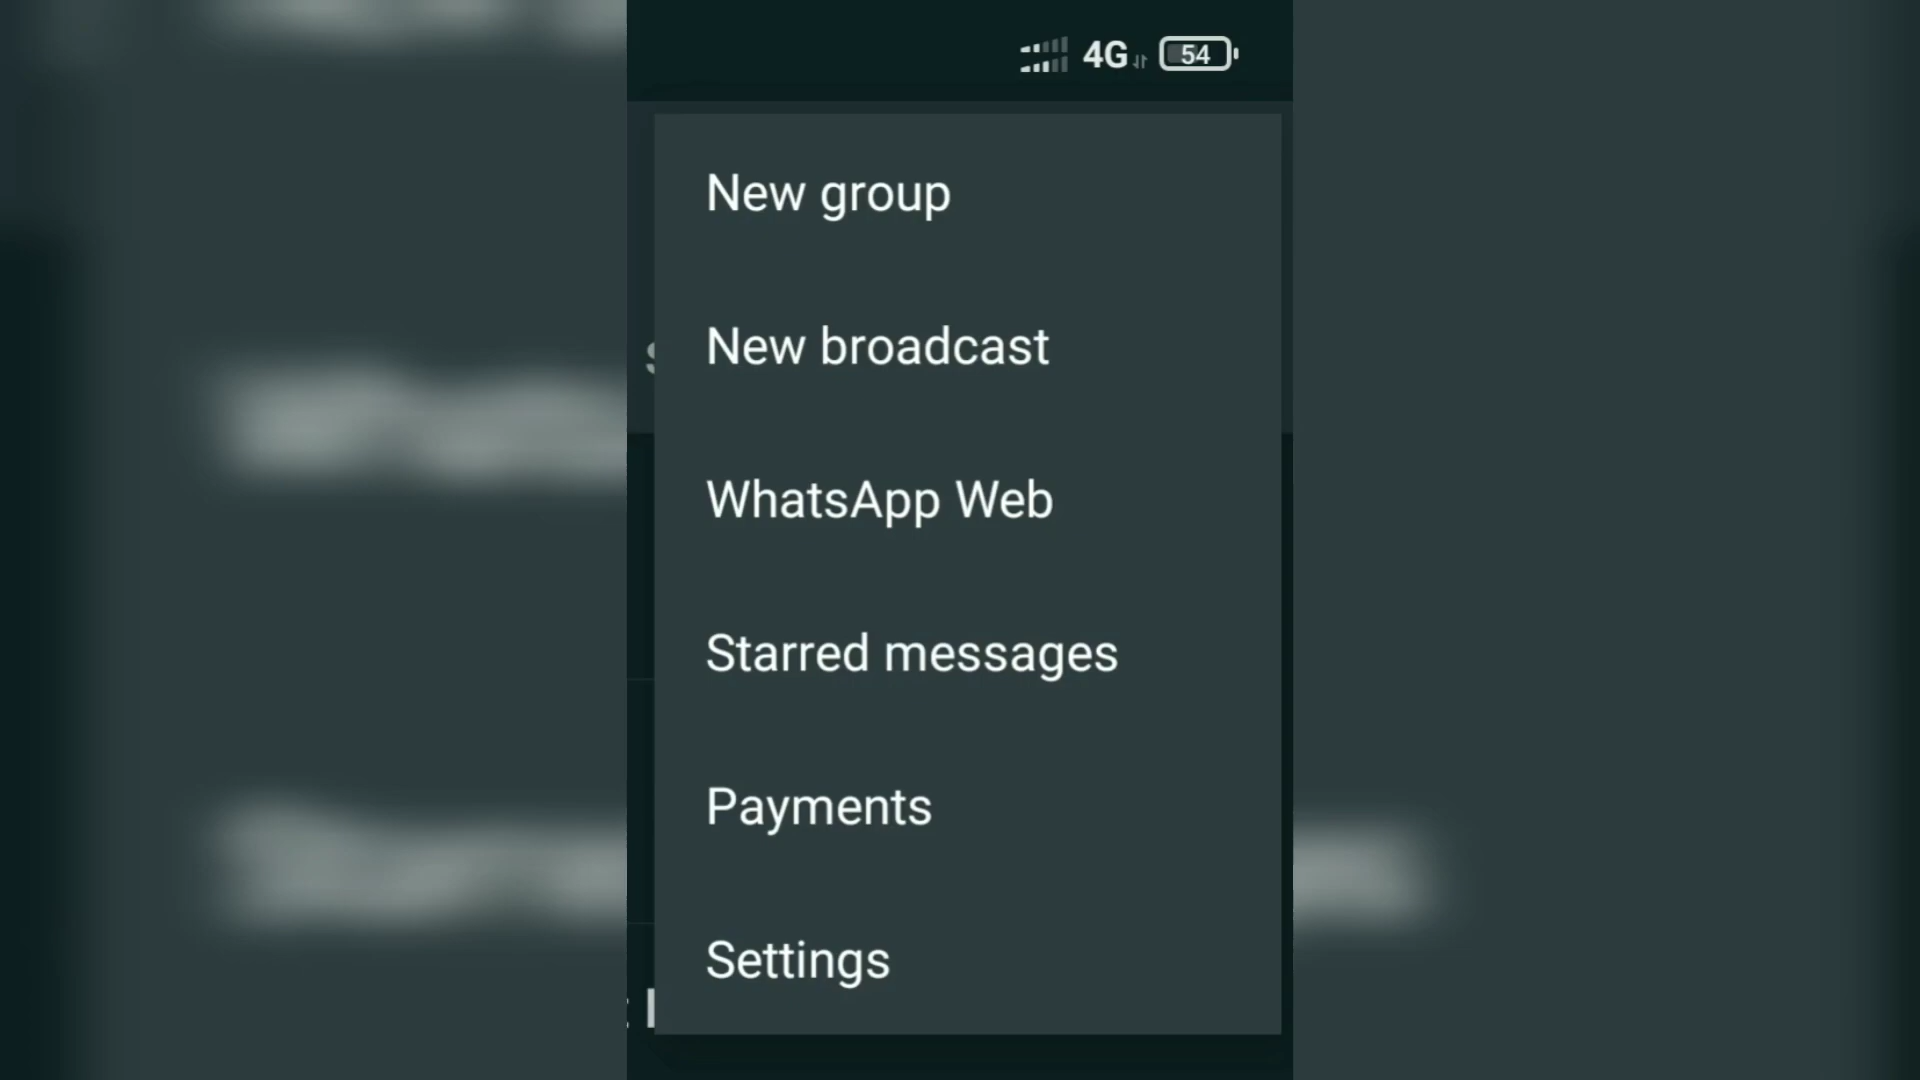 4G 54
New group
New broadcast
WhatsApp Web
Starred messages
Payments
Settings